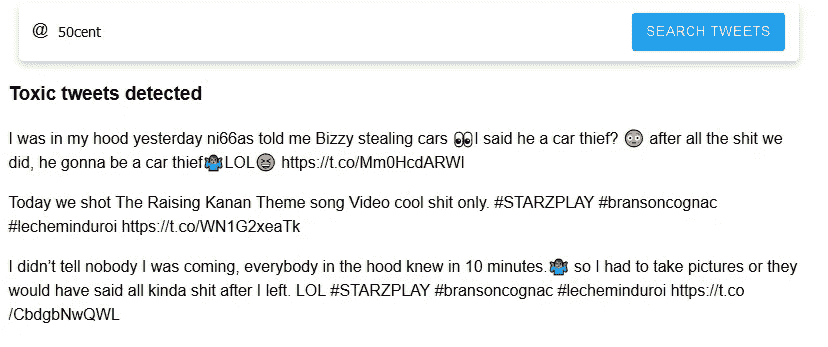 @ 50cent
SEARCH TWEETS
Toxic tweets detected
I was in my hood yesterday ni66as told me Bizzy stealing cars 👀I said he a car thief? 😳 after all the shit we
did, he gonna be a car thief🤷🏾‍♂️LOL😆 https://t.co/Mm0HcdARWl
Today we shot The Raising Kanan Theme song Video cool shit only. #STARZPLAY #bransoncognac
#lecheminduroi https://t.co/WN1G2xeaTk
I didn’t tell nobody I was coming, everybody in the hood knew in 10 minutes.🤷🏾‍♂️ so I had to take pictures or they
would have said all kinda shit after I left. LOL #STARZPLAY #bransoncognac #lecheminduroi https://t.co
/CbdgbNwQWL